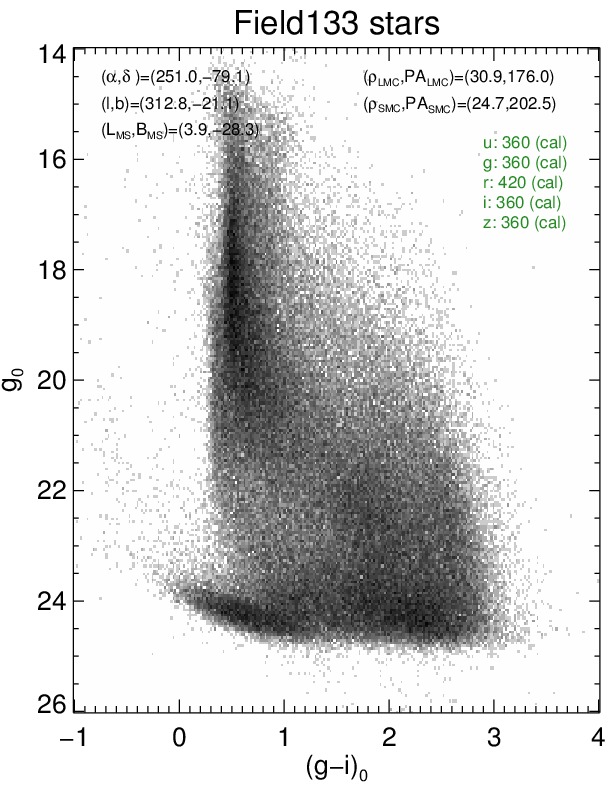 Field133 stars
(α,δ )=(251.0,−79.1)
(ρLMC,PALMC)=(30.9,176.0)
(l,b)=(312.8,−21.1)
(ρSMC,PASMC)=(24.7,202.5)
(LMS,BMS)=(3.9,−28.3)
u: 360 (cal)
g: 360 (cal)
r: 420 (cal)
i: 360 (cal)
z: 360 (cal)
14
16
18
20
22
24
26
g0
−1 0 1 2 3 4
(g−i)0